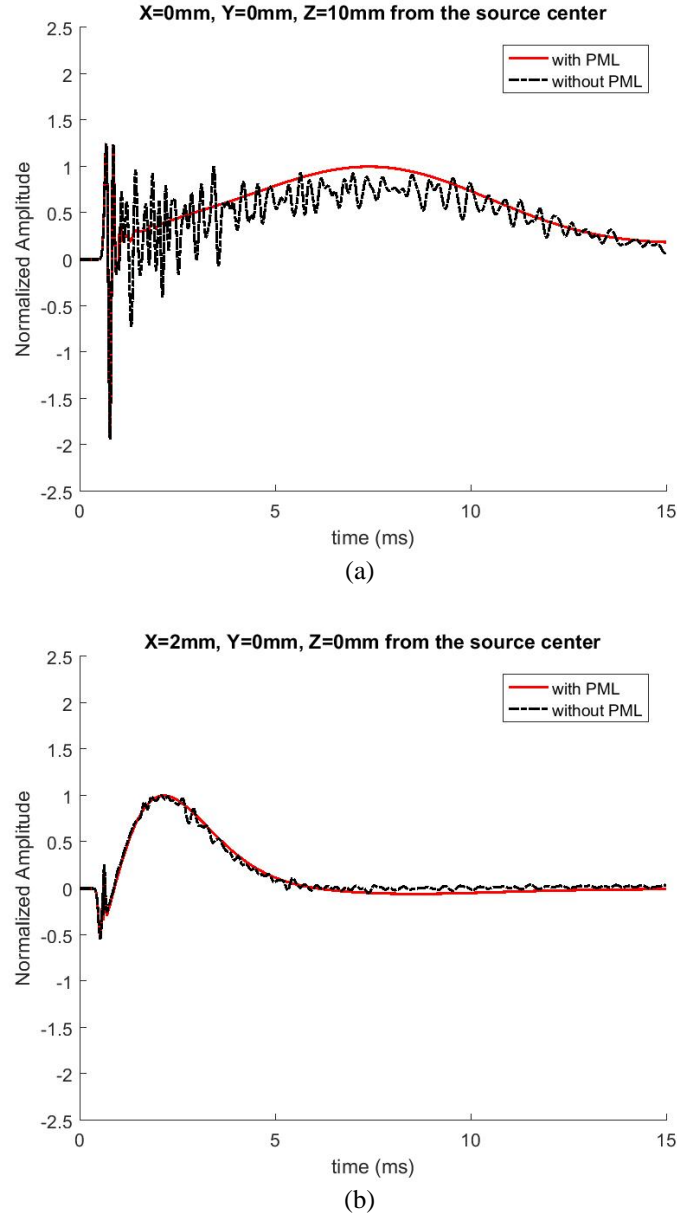 X=0mm, Y=0mm, Z=10mm from the source center
2.5
with PML
2
without PML
1.5
1
0.5
0
-0.5
-1
-1.5
-2
-2.5
Normalized Amplitude
0 5 10 15
time (ms)
(a)
X=2mm, Y=0mm, Z=0mm from the source center
2.5
with PML
2
without PML
1.5
1
0.5
0
-0.5
-1
-1.5
-2
-2.5
Normalized Amplitude
0 5 10 15
time (ms)
(b)